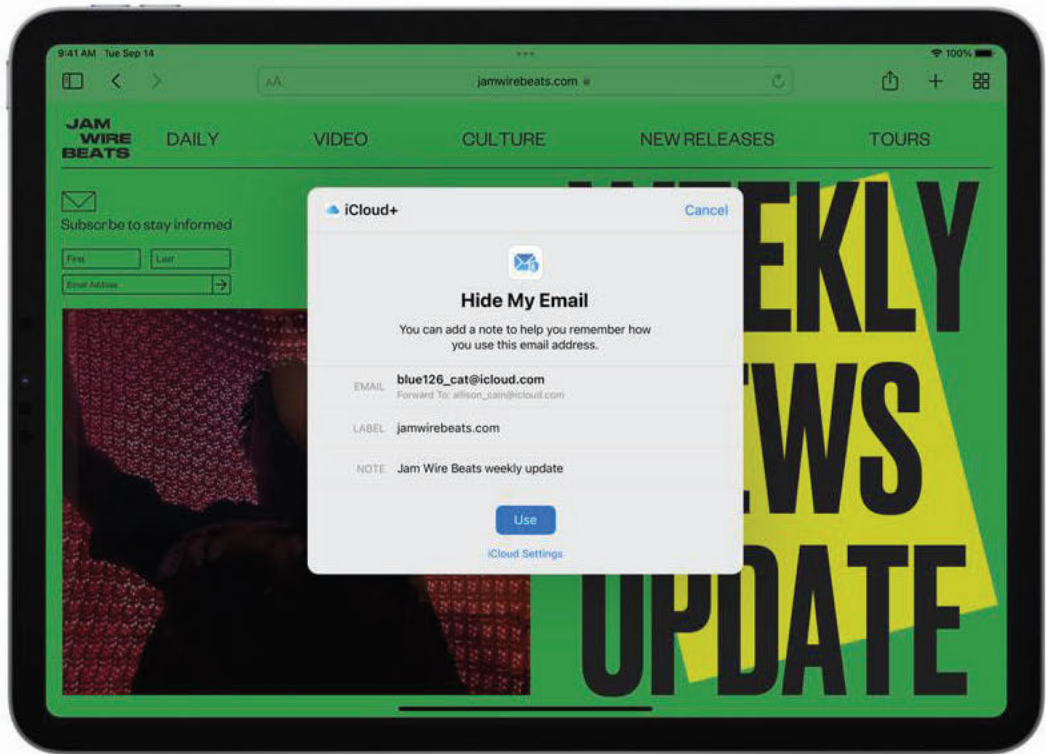 9:41 AM Tue Sep 14
100%
AA
jamwirebeats.com
JAM
WIRE
BEATS
DAILY
VIDEO
CULTURE
NEW RELEASES
TOURS
Subscribe to stay informed
First
Last
Email Address
WEEKLY
NEWS
UPDATE
iCloud+
Cancel
Hide My Email
You can add a note to help you remember how
you use this email address.
EMAIL blue126_cat@icloud.com
Forward To: allison_cain@icloud.com
LABEL jamwirebeats.com
NOTE Jam Wire Beats weekly update
Use
iCloud Settings